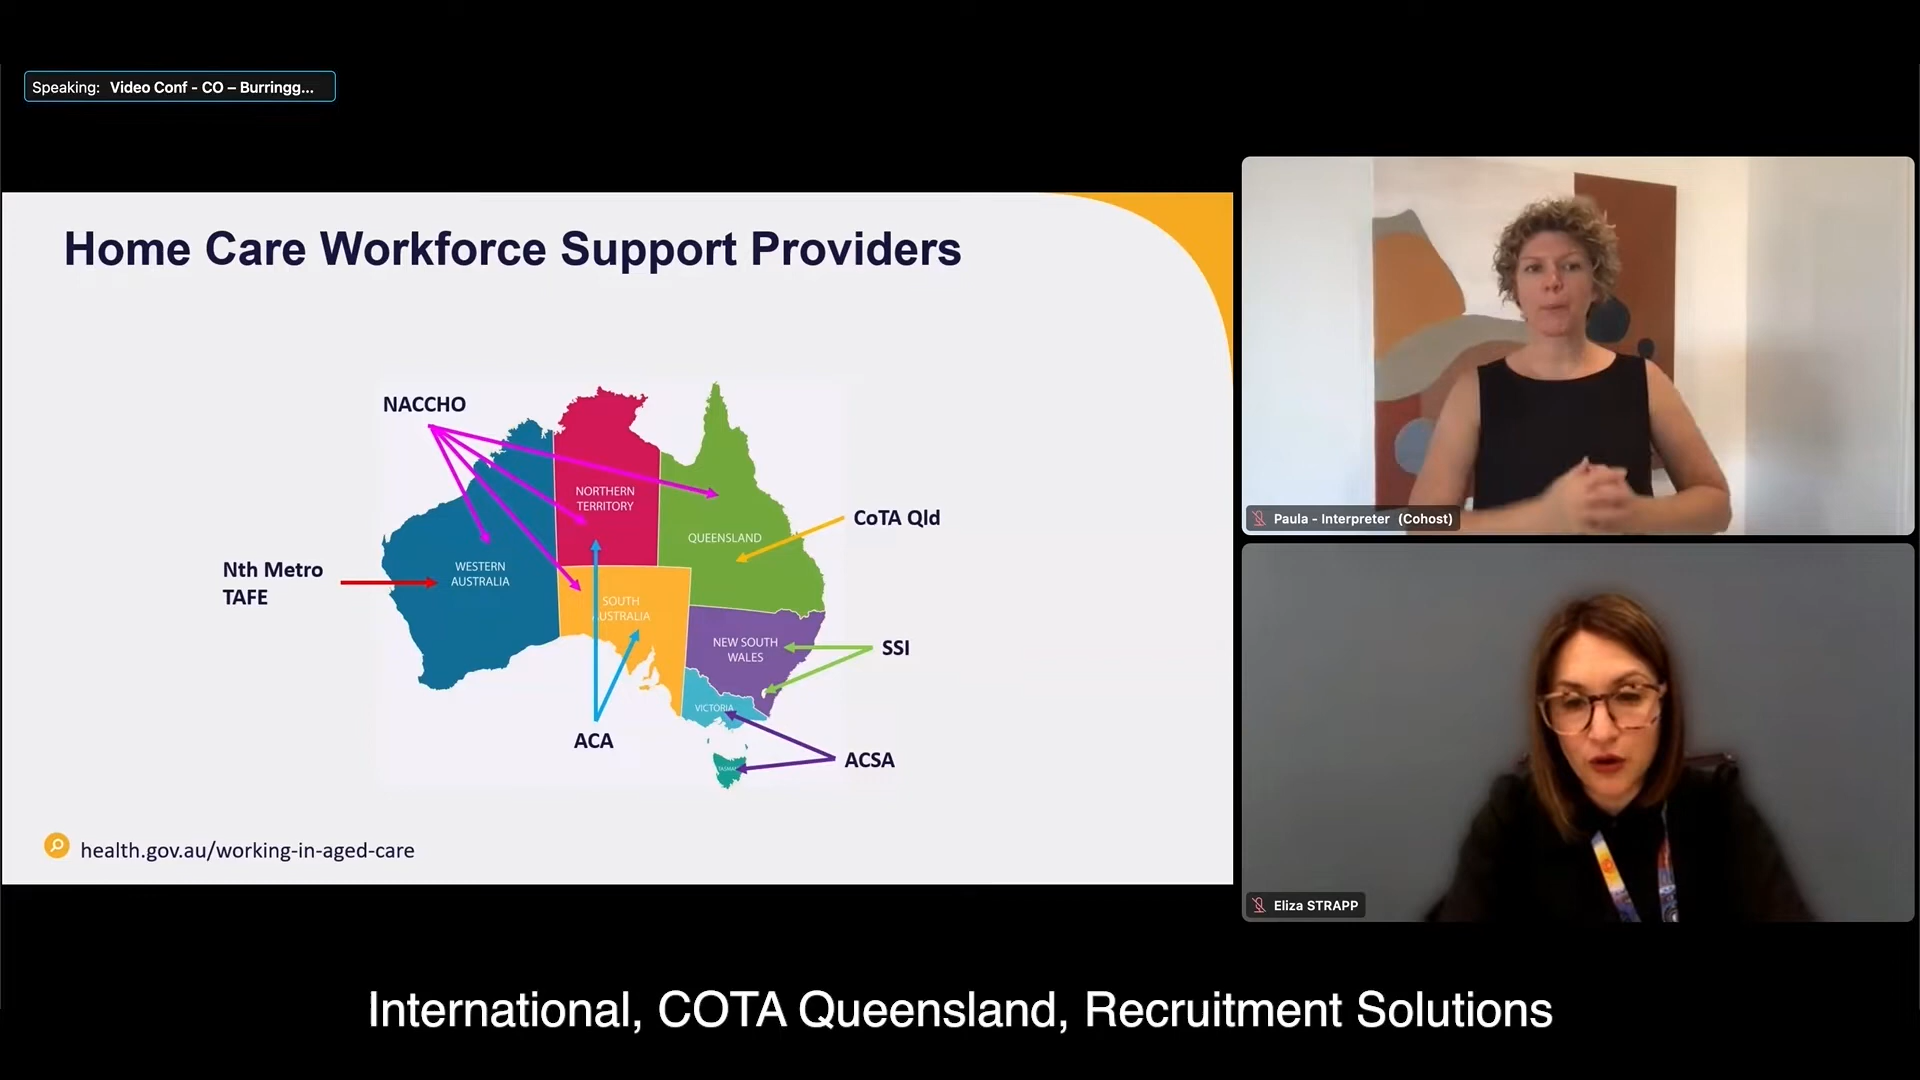 Speaking: Video Conf - CO – Burringg...
Home Care Workforce Support Providers
NACCHO
NORTHERN
TERRITORY
CoTA Qld
QUEENSLAND
Nth Metro
TAFE
WESTERN
AUSTRALIA
SOUTH
AUSTRALIA
NEW SOUTH
WALES
SSI
VICTORIA
ACA
ACSA
health.gov.au/working-in-aged-care
Paula - Interpreter (Cohost)
Eliza STRAPP
International, COTA Queensland, Recruitment Solutions